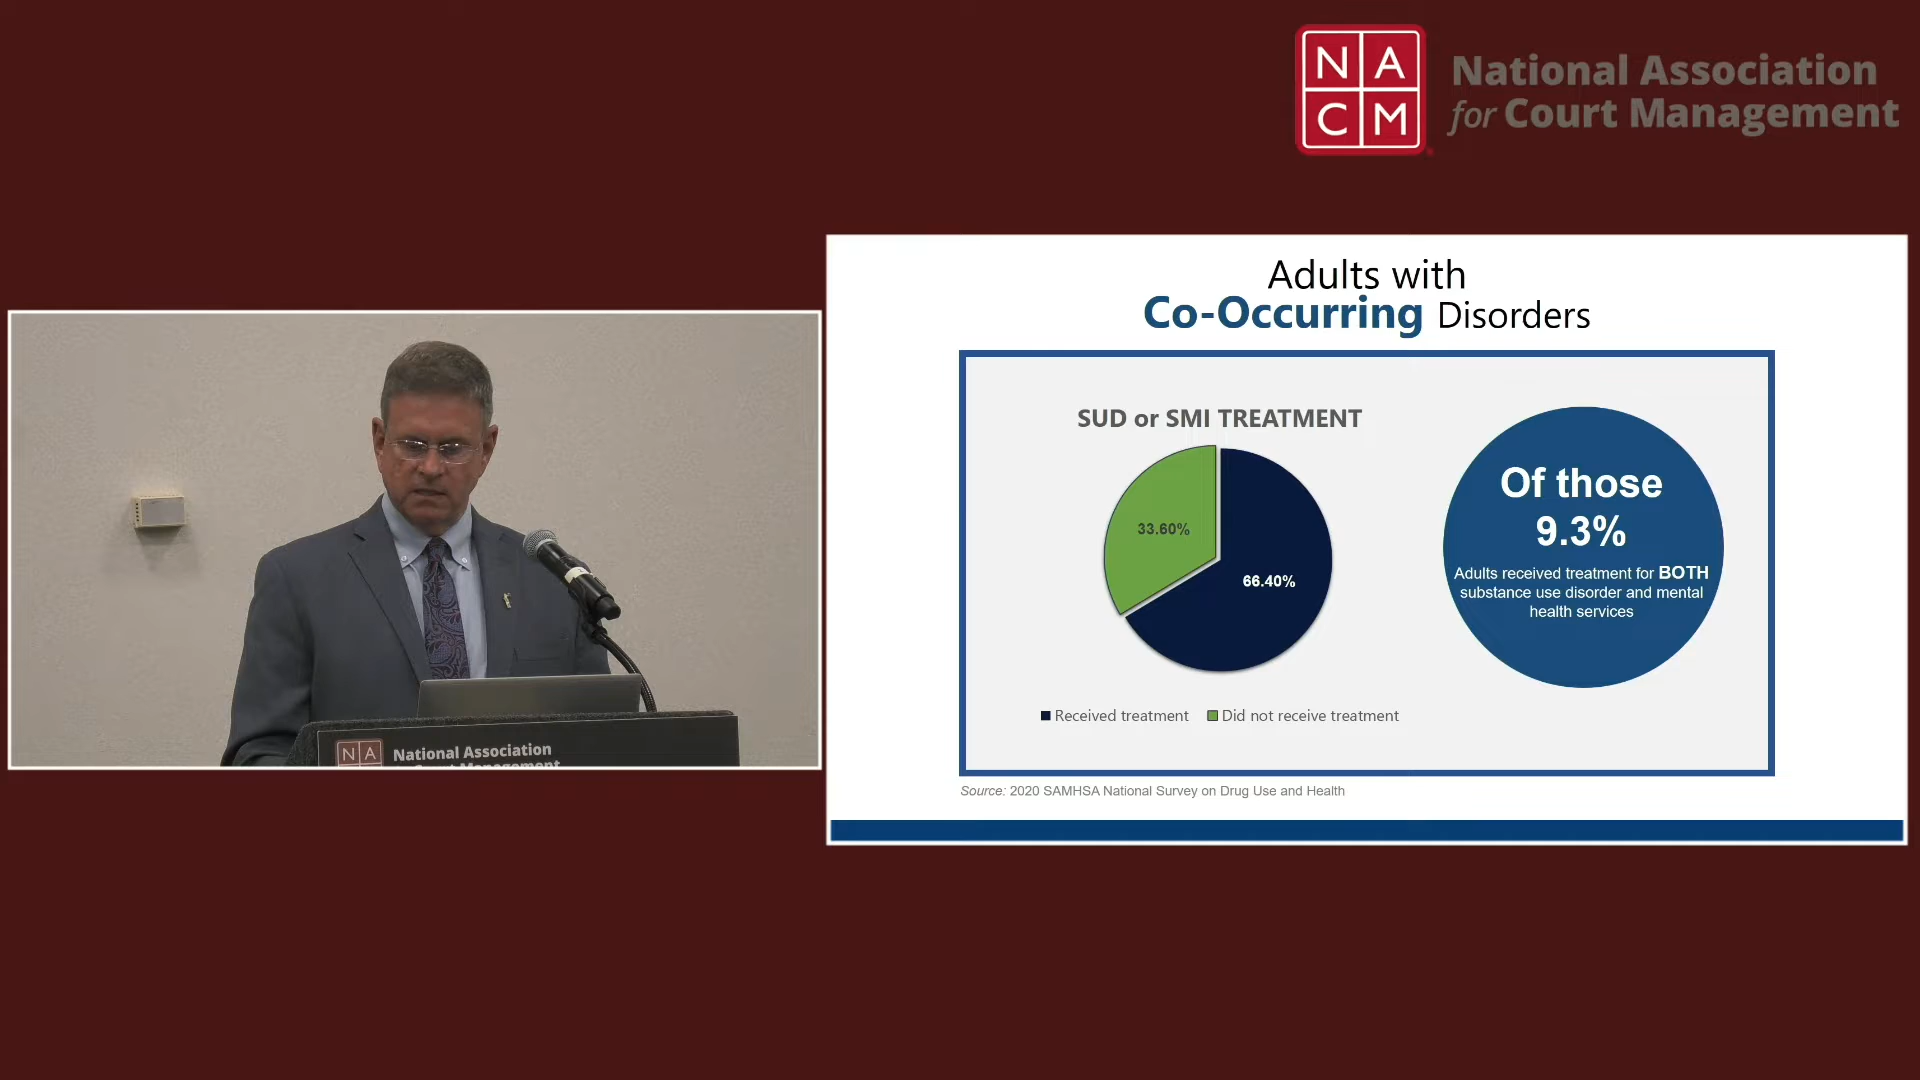 N A
C M
National Association
for Court Management
Adults with
Co-Occurring Disorders
SUD or SMI TREATMENT
33.60%
66.40%
Received treatment
Did not receive treatment
Of those
9.3%
Adults received treatment for BOTH
substance use disorder and mental
health services
Source: 2020 SAMHSA National Survey on Drug Use and Health
N A
National Association
Court Management